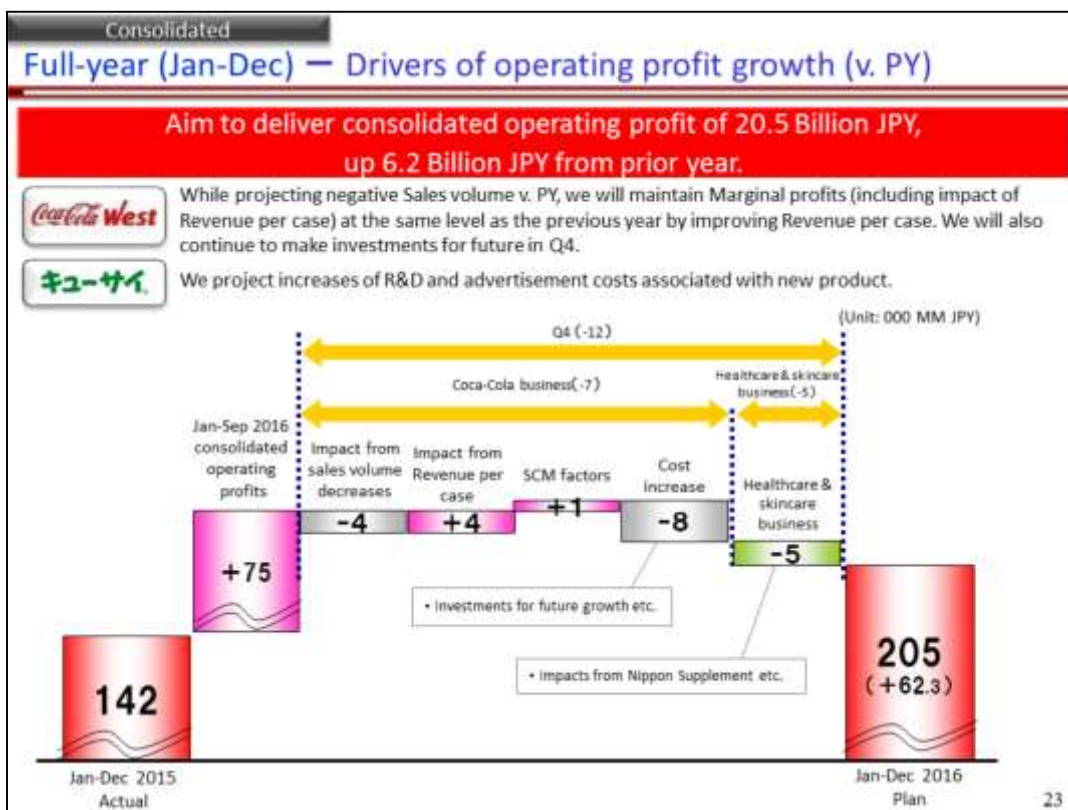 Consolidated
Full-year (Jan-Dec) — Drivers of operating profit growth (v. PY)
Aim to deliver consolidated operating profit of 20.5 Billion JPY,
up 6.2 Billion JPY from prior year.
Coca-Cola West
While projecting negative Sales volume v. PY, we will maintain Marginal profits (including impact of
Revenue per case) at the same level as the previous year by improving Revenue per case. We will also
continue to make investments for future in Q4.
キューサイ.
We project increases of R&D and advertisement costs associated with new product.
(Unit: 000 MM JPY)
Q4 (-12)
Coca-Cola business(-7)
Healthcare & skincare
business(-5)
Jan-Sep 2016
consolidated
operating
profits
Impact from
sales volume
decreases
Impact from
Revenue per
case
SCM factors
Cost
increase
Healthcare &
skincare
business
+75
-4
+4
+1
-8
-5
• Investments for future growth etc.
• Impacts from Nippon Supplement etc.
142
205
(+62.3)
Jan-Dec 2015
Actual
Jan-Dec 2016
Plan
23